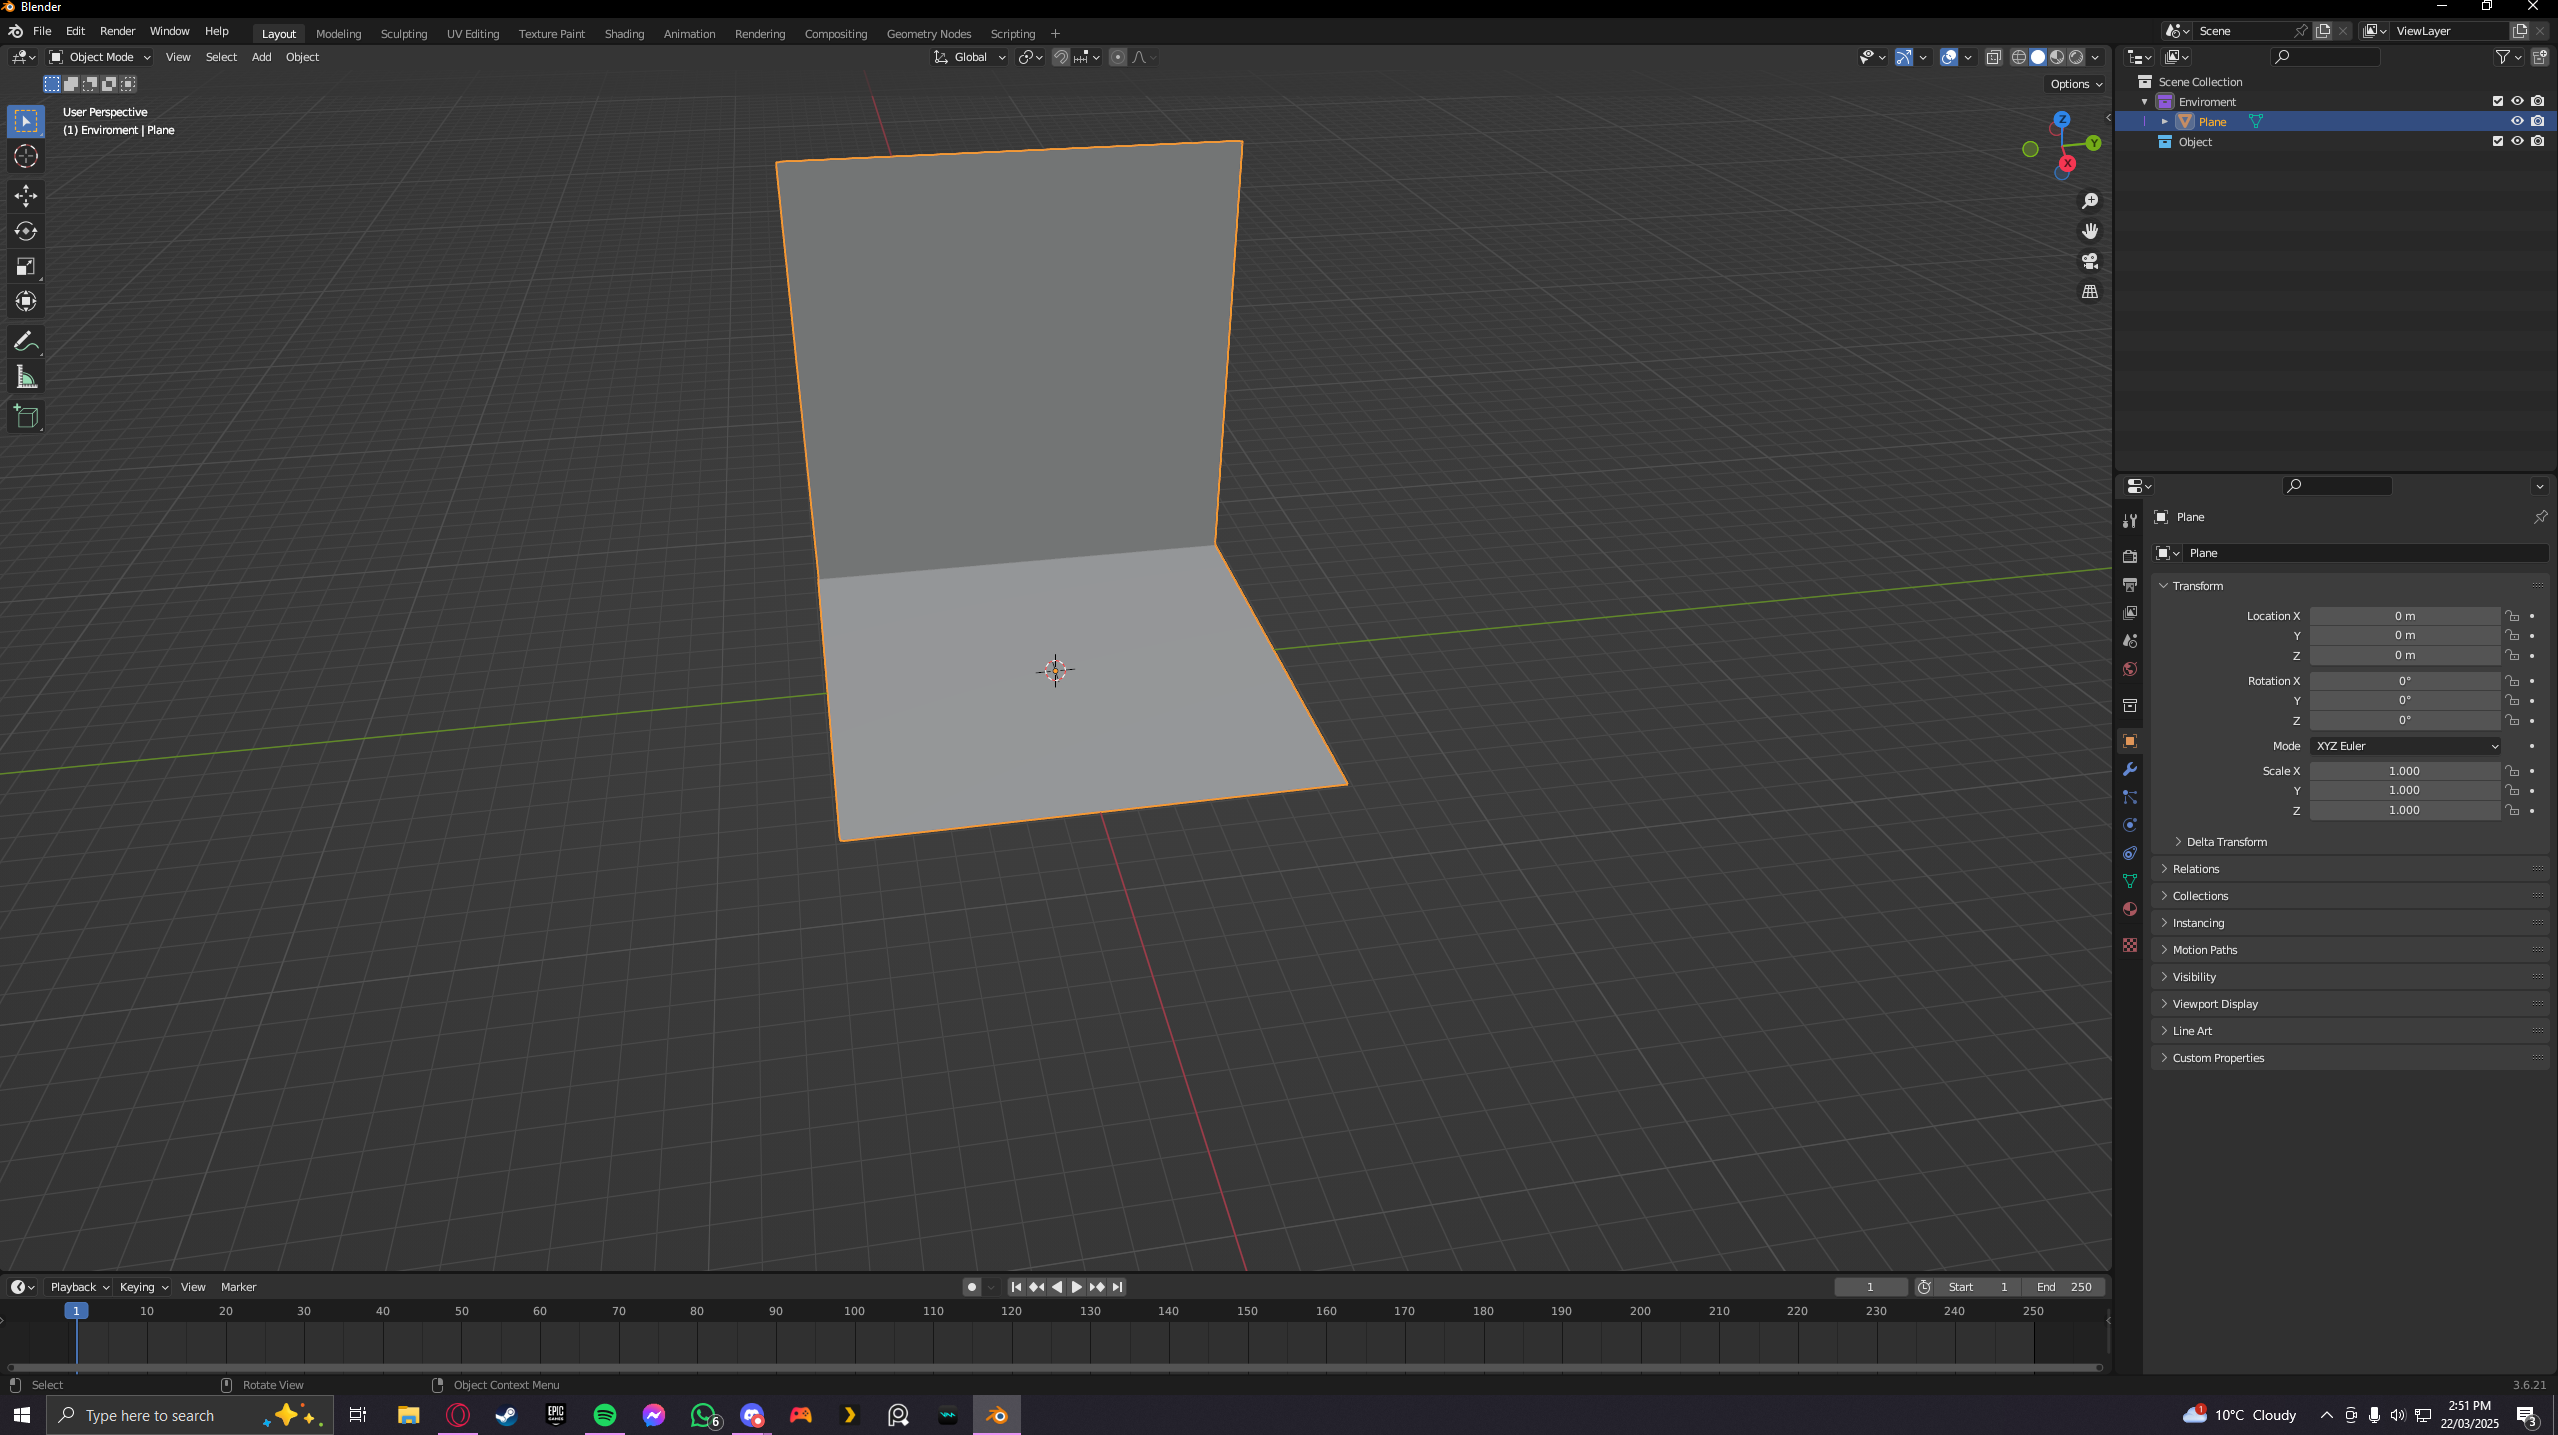 Blender
File Edit Render Window Help Layout Modeling Sculpting UV Editing Texture Paint Shading Animation Rendering Compositing Geometry Nodes Scripting +
Scene
ViewLayer
Object Mode View Select Add Object
Global
Options
User Perspective
(1) Enviroment | Plane
Z
Y
X
Scene Collection
Enviroment
Plane
Object
Plane
Plane
Transform
Location X 0 m
Y 0 m
Z 0 m
Rotation X 0°
Y 0°
Z 0°
Mode XYZ Euler
Scale X 1.000
Y 1.000
Z 1.000
Delta Transform
Relations
Collections
Instancing
Motion Paths
Visibility
Viewport Display
Line Art
Custom Properties
Playback Keying View Marker
1 Start 1 End 250
1 10 20 30 40 50 60 70 80 90 100 110 120 130 140 150 160 170 180 190 200 210 220 230 240 250
Select Rotate View Object Context Menu 3.6.21
Type here to search
EPIC GAMES
6
1
10°C Cloudy
2:51 PM
22/03/2025
3